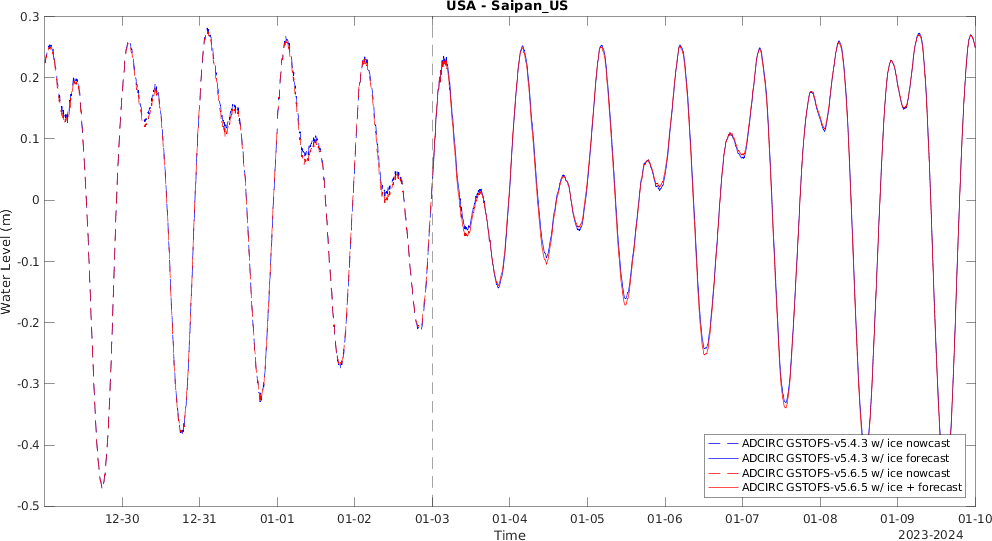 USA - Saipan_US
0.3
0.2
0.1
0
-0.1
-0.2
-0.3
-0.4
-0.5
Water Level (m)
ADCIRC GSTOFS-v5.4.3 w/ ice nowcast
ADCIRC GSTOFS-v5.4.3 w/ ice forecast
ADCIRC GSTOFS-v5.6.5 w/ ice nowcast
ADCIRC GSTOFS-v5.6.5 w/ ice + forecast
12-30 12-31 01-01 01-02 01-03 01-04 01-05 01-06 01-07 01-08 01-09 01-10
Time
2023-2024